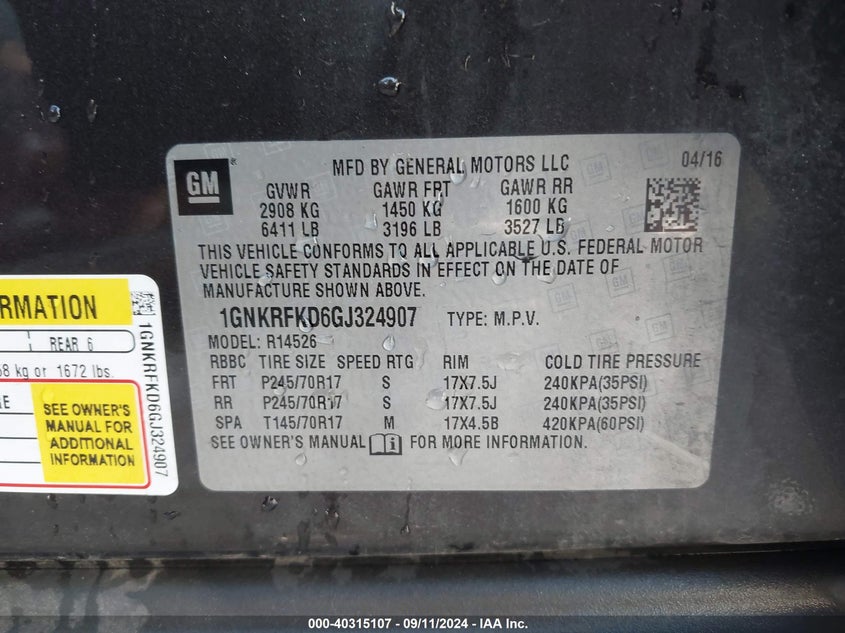 GM
MFD BY GENERAL MOTORS LLC 04/16
GVWR GAWR FRT GAWR RR
2908 KG 1450 KG 1600 KG
6411 LB 3196 LB 3527 LB
THIS VEHICLE CONFORMS TO ALL APPLICABLE U.S. FEDERAL MOTOR
VEHICLE SAFETY STANDARDS IN EFFECT ON THE DATE OF
MANUFACTURE SHOWN ABOVE.
1GNKRFKD6GJ324907 TYPE: M.P.V.
MODEL: R14526
RBBC TIRE SIZE SPEED RTG RIM COLD TIRE PRESSURE
FRT P245/70R17 S 17X7.5J 240KPA(35PSI)
RR P245/70R17 S 17X7.5J 240KPA(35PSI)
SPA T145/70R17 M 17X4.5B 420KPA(60PSI)
SEE OWNER'S MANUAL FOR MORE INFORMATION.
REAR 6
kg or 1672 lbs.
SEE OWNER'S
MANUAL FOR
ADDITIONAL
INFORMATION
1GNKRFKD6GJ324907
000-40315107 - 09/11/2024 - IAA Inc.